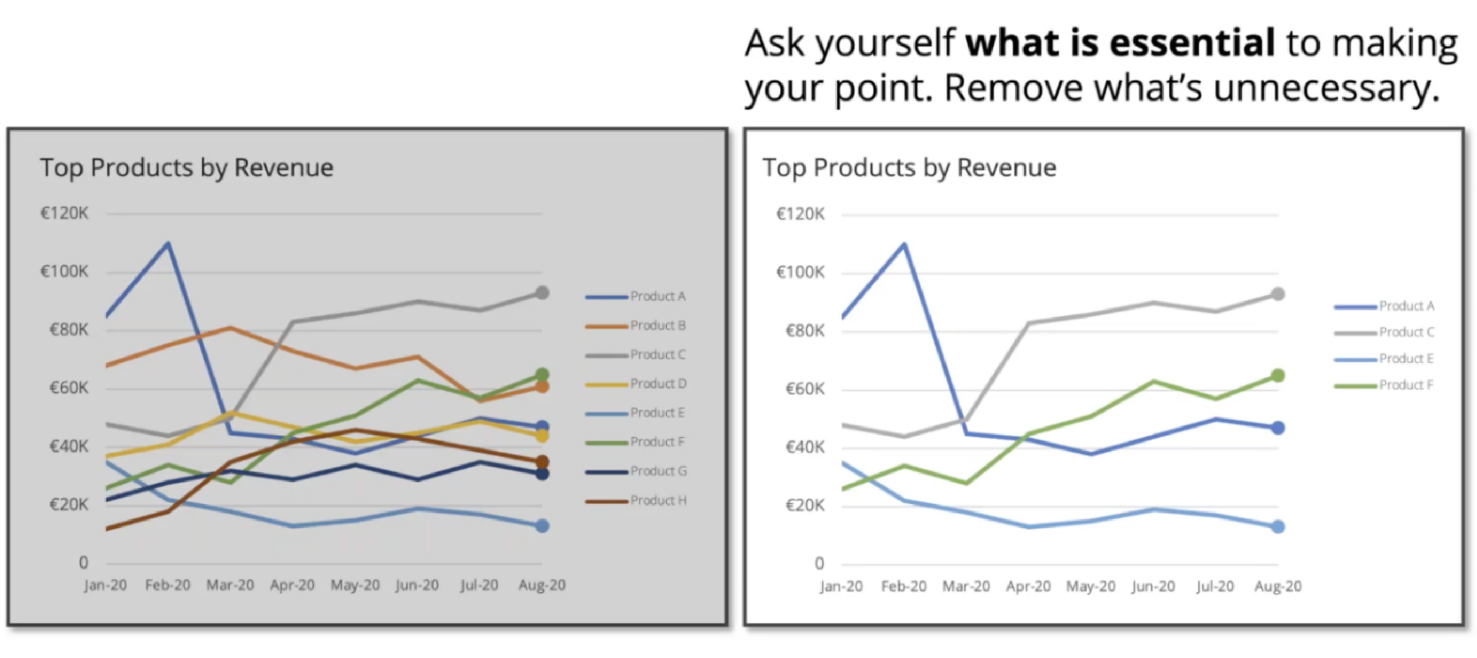 Ask yourself what is essential to making
your point. Remove what's unnecessary.
Top Products by Revenue
€120K
€100K
€80K
€60K
€40K
€20K
0
Jan-20 Feb-20 Mar-20 Apr-20 May-20 Jun-20 Jul-20 Aug-20
Product A
Product B
Product C
Product D
Product E
Product F
Product G
Product H
Top Products by Revenue
€120K
€100K
€80K
€60K
€40K
€20K
0
Jan-20 Feb-20 Mar-20 Apr-20 May-20 Jun-20 Jul-20 Aug-20
Product A
Product C
Product E
Product F